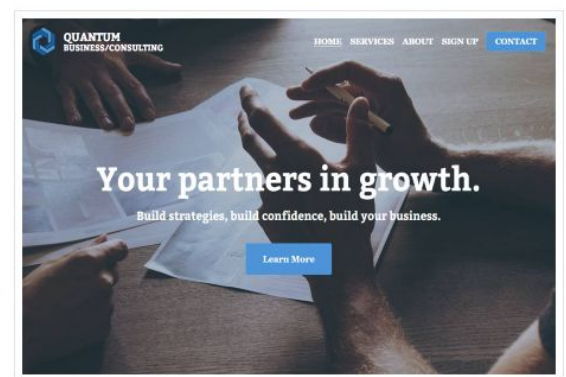 QUANTUM
BUSINESS/CONSULTING
HOME SERVICES ABOUT SIGN UP CONTACT
Your partners in growth.
Build strategies, build confidence, build your business.
Learn More